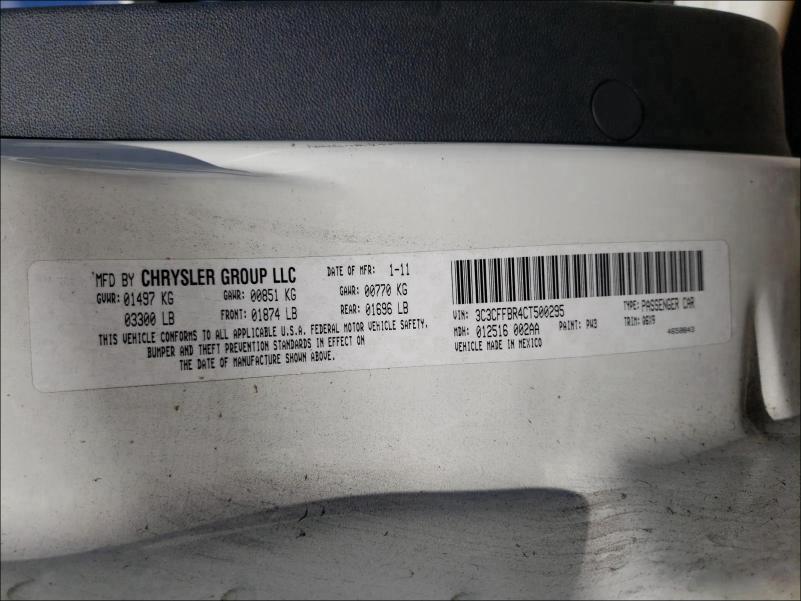 MFD BY CHRYSLER GROUP LLC DATE OF MFR: 1-11
GVWR: 01497 KG GAWR: 00851 KG GAWR: 00770 KG
03300 LB FRONT: 01874 LB REAR: 01696 LB
THIS VEHICLE CONFORMS TO ALL APPLICABLE U.S.A. FEDERAL MOTOR VEHICLE SAFETY,
BUMPER AND THEFT PREVENTION STANDARDS IN EFFECT ON
THE DATE OF MANUFACTURE SHOWN ABOVE.
VIN: 3C3CFFBR4CT500295 TYPE: PASSENGER CAR
MDH: 012516 002AA PAINT: PW3 TRIM: Q6X9
VEHICLE MADE IN MEXICO